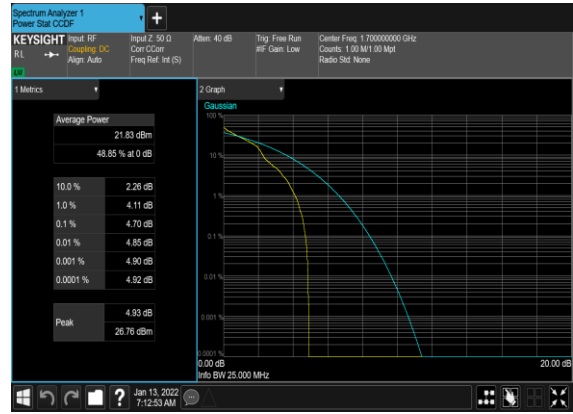 Spectrum Analyzer 1
Power Stat CCDF
KEYSIGHT
R L
LXI
Input: RF
Coupling: DC
Align: Auto
Input Z: 50 Ω
Corr CCorr
Freq Ref: Int (S)
Atten: 40 dB
Trig: Free Run
#IF Gain: Low
Center Freq: 1.700000000 GHz
Counts: 1.00 M/1.00 Mpt
Radio Std: None
1 Metrics
Average Power
21.83 dBm
48.85 % at 0 dB
10.0 % 2.26 dB
1.0 % 4.11 dB
0.1 % 4.70 dB
0.01 % 4.85 dB
0.001 % 4.90 dB
0.0001 % 4.92 dB
Peak
4.93 dB
26.76 dBm
2 Graph
Gaussian
100 %
10 %
1 %
0.1 %
0.01 %
0.001 %
0.0001 %
0.00 dB
20.00 dB
Info BW 25.000 MHz
?
Jan 13, 2022
7:12:53 AM